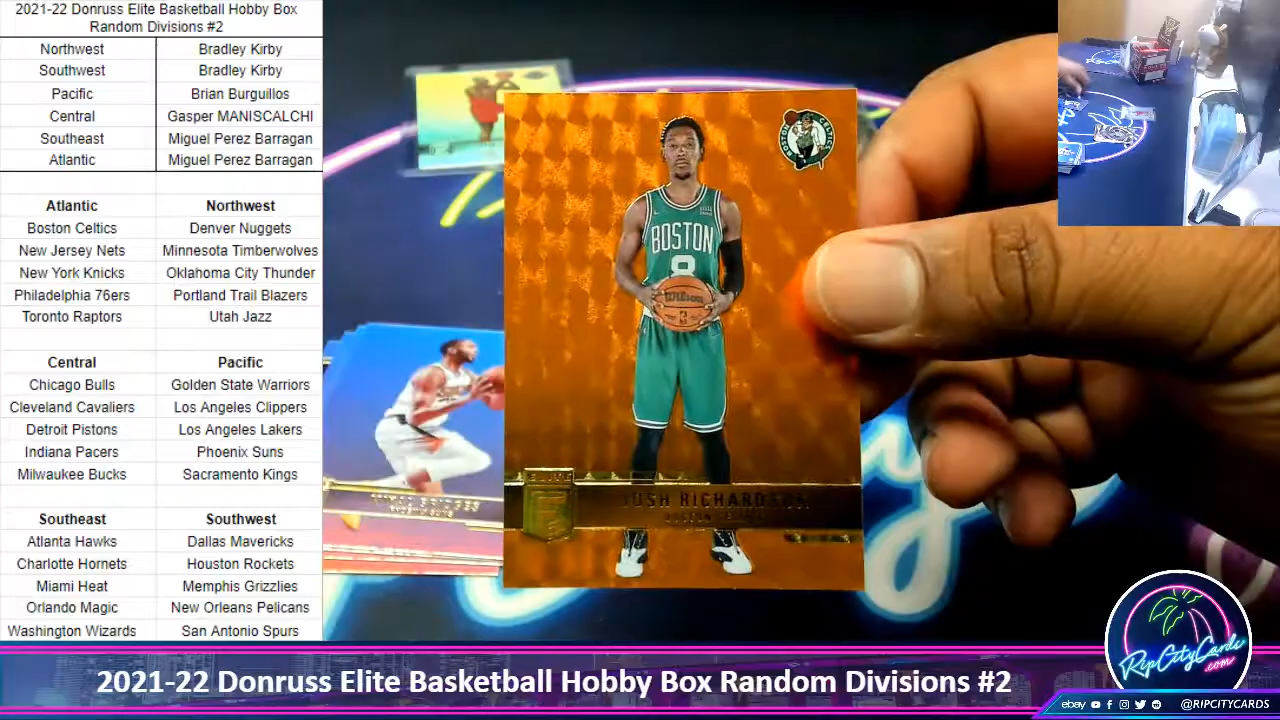 2021-22 Donruss Elite Basketball Hobby Box
Random Divisions #2
Northwest Bradley Kirby
Southwest Bradley Kirby
Pacific Brian Burguillos
Central Gasper MANISCALCHI
Southeast Miguel Perez Barragan
Atlantic Miguel Perez Barragan
Atlantic Northwest
Boston Celtics Denver Nuggets
New Jersey Nets Minnesota Timberwolves
New York Knicks Oklahoma City Thunder
Philadelphia 76ers Portland Trail Blazers
Toronto Raptors Utah Jazz
Central Pacific
Chicago Bulls Golden State Warriors
Cleveland Cavaliers Los Angeles Clippers
Detroit Pistons Los Angeles Lakers
Indiana Pacers Phoenix Suns
Milwaukee Bucks Sacramento Kings
Southeast Southwest
Atlanta Hawks Dallas Mavericks
Charlotte Hornets Houston Rockets
Miami Heat Memphis Grizzlies
Orlando Magic New Orleans Pelicans
Washington Wizards San Antonio Spurs
BOSTON CELTICS
BOSTON
8
Wilson
JOSH RICHARDSON
RipCityCards
.com
2021-22 Donruss Elite Basketball Hobby Box Random Divisions #2
ebay @RIPCITYCARDS